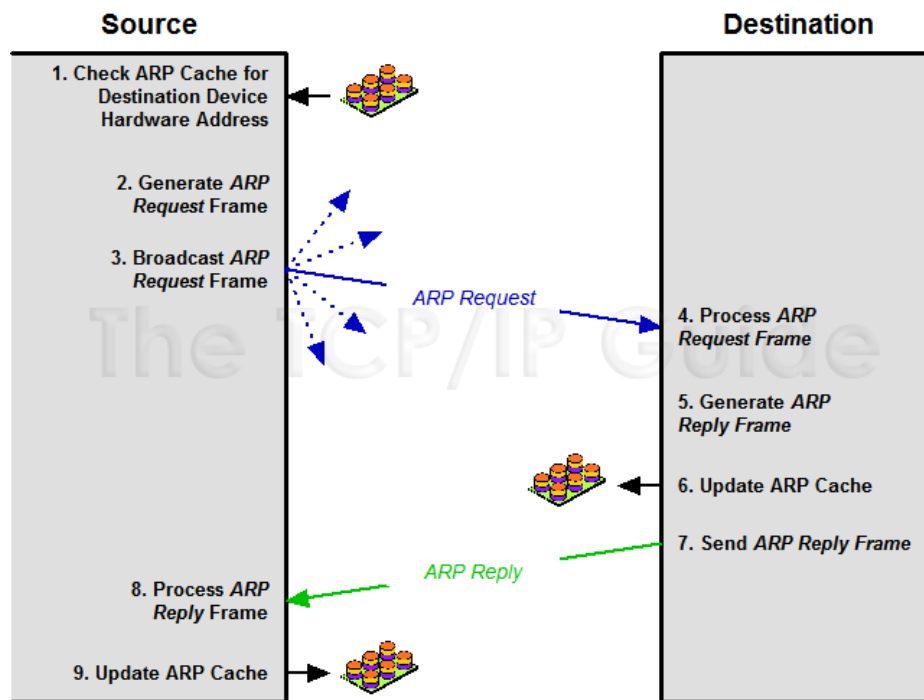 Source
Destination
1. Check ARP Cache for
Destination Device
Hardware Address
2. Generate ARP
Request Frame
3. Broadcast ARP
Request Frame
ARP Request
The TCP/IP Guide
4. Process ARP
Request Frame
5. Generate ARP
Reply Frame
6. Update ARP Cache
7. Send ARP Reply Frame
ARP Reply
8. Process ARP
Reply Frame
9. Update ARP Cache